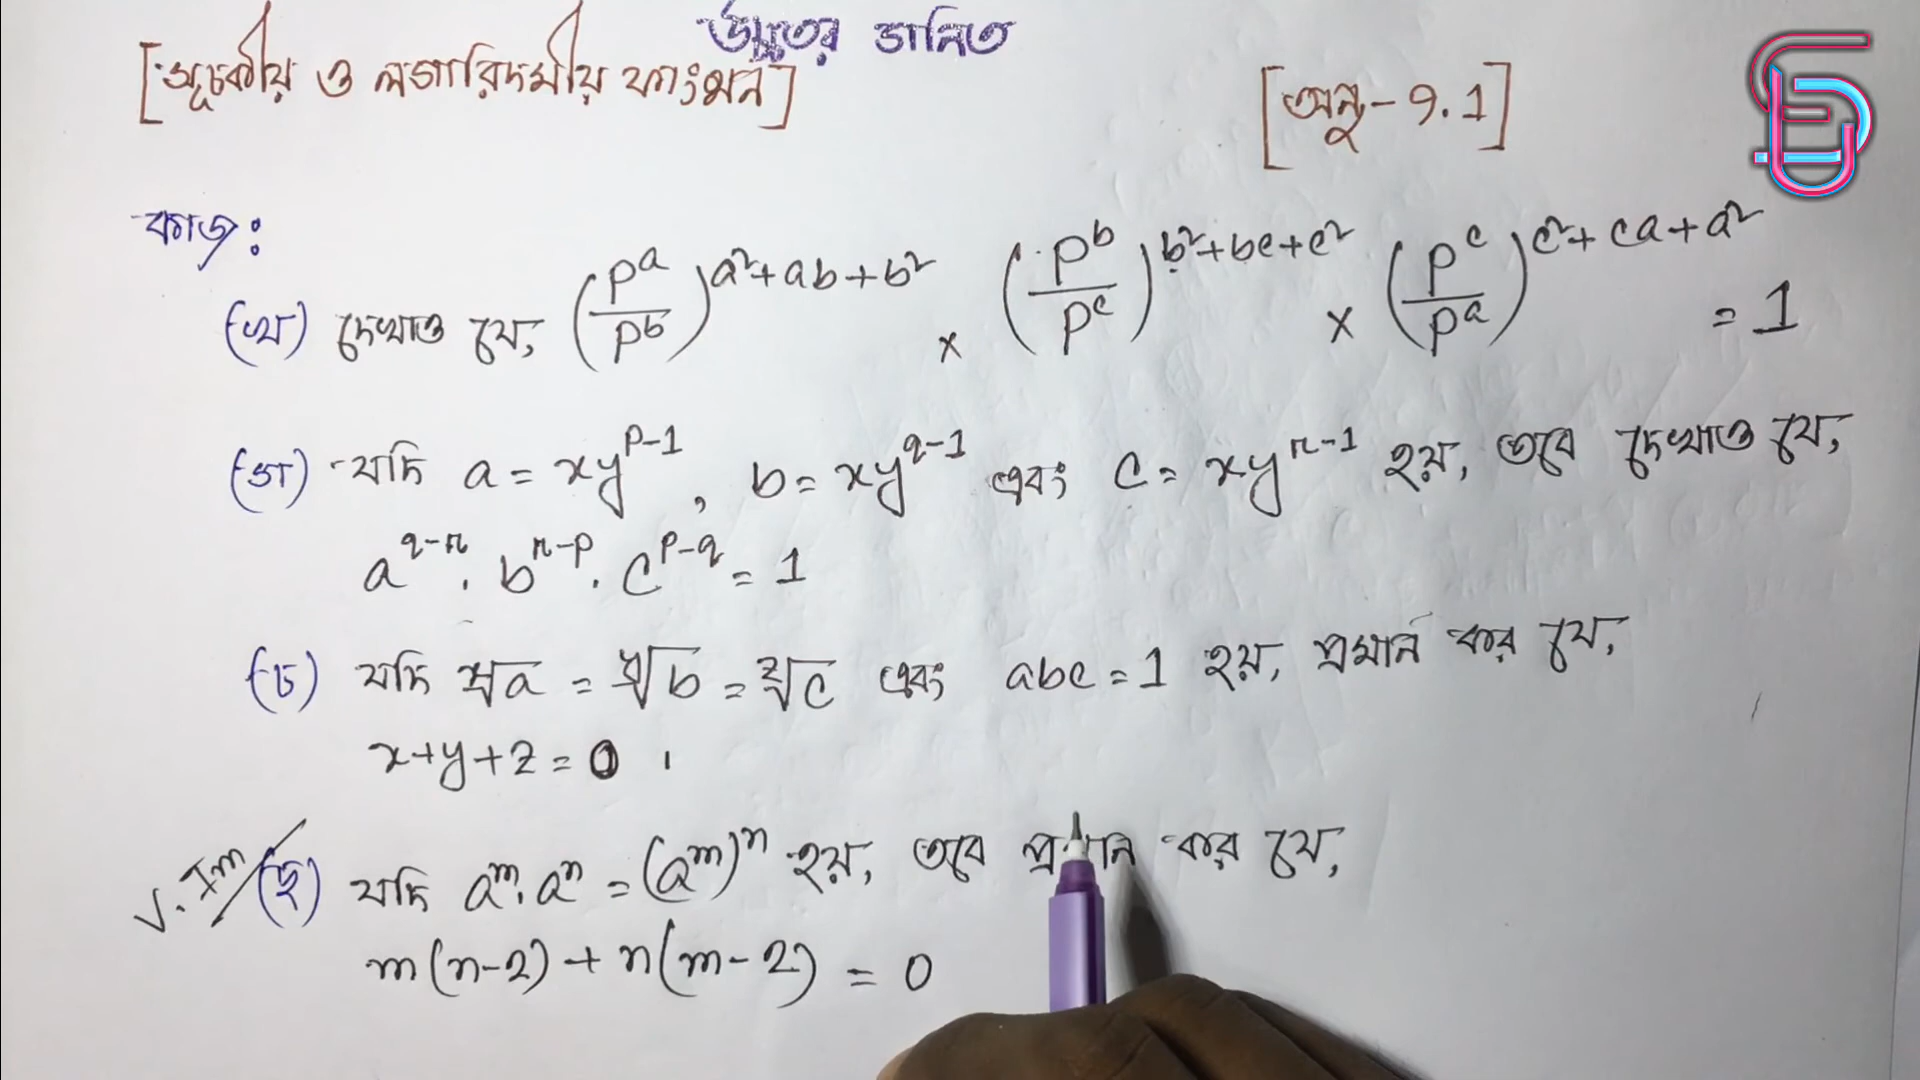 উচ্চতর গনিত
[সূচকীয় ও লগারিদমীয় ফাংশন]
[অনু-9.1]
কাজ:
(খ) দেখাও যে, (p^a/p^b)^(a²+ab+b²) × (p^b/p^c)^(b²+bc+c²) × (p^c/p^a)^(c²+ca+a²) = 1
(গ) যদি a = xy^(p-1), b = xy^(q-1) এবং c = xy^(r-1) হয়, তবে দেখাও যে,
a^(q-r) . b^(r-p) . c^(p-q) = 1
(চ) যদি ˣ√a = ʸ√b = ᶻ√c এবং abc = 1 হয়, প্রমান কর যে,
x+y+z = 0 ।
V.Im (ছ) যদি a^m . a^n = (a^m)^n হয়, তবে প্রমান কর যে,
m(n-2) + n(m-2) = 0